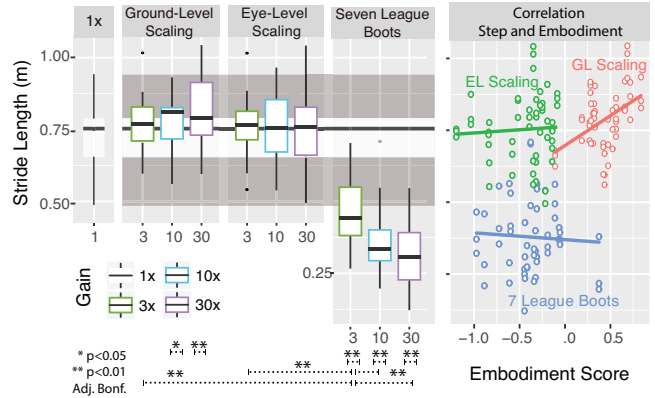 1x
Ground-Level
Scaling
Eye-Level
Scaling
Seven League
Boots
Correlation
Step and Embodiment
Stride Length (m)
1.00
0.75
0.50
0.25
GL Scaling
EL Scaling
7 League Boots
1
3 10 30
3 10 30
3 10 30
Gain
1x 10x
3x 30x
-1.0 -0.5 .0 0.5
Embodiment Score
* p<0.05
** p<0.01
Adj. Bonf.
* **
** ** **
** ** **